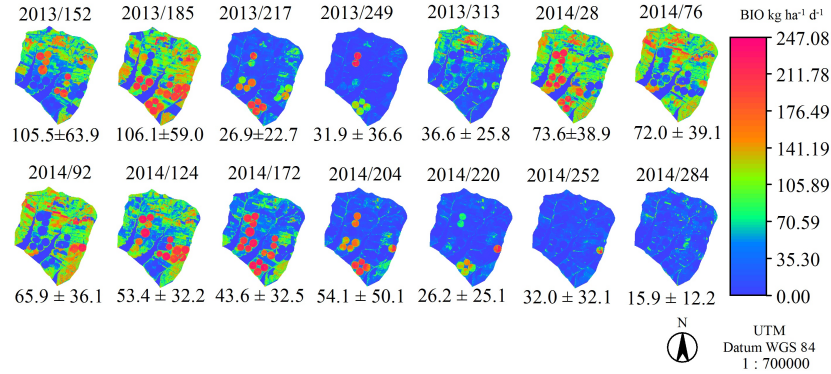 2013/152 2013/185 2013/217 2013/249 2013/313 2014/28 2014/76
105.5±63.9 106.1±59.0 26.9±22.7 31.9 ± 36.6 36.6 ± 25.8 73.6±38.9 72.0 ± 39.1
2014/92 2014/124 2014/172 2014/204 2014/220 2014/252 2014/284
65.9 ± 36.1 53.4 ± 32.2 43.6 ± 32.5 54.1 ± 50.1 26.2 ± 25.1 32.0 ± 32.1 15.9 ± 12.2
BIO kg ha⁻¹ d⁻¹
247.08
211.78
176.49
141.19
105.89
70.59
35.30
0.00
N
UTM
Datum WGS 84
1 : 700000